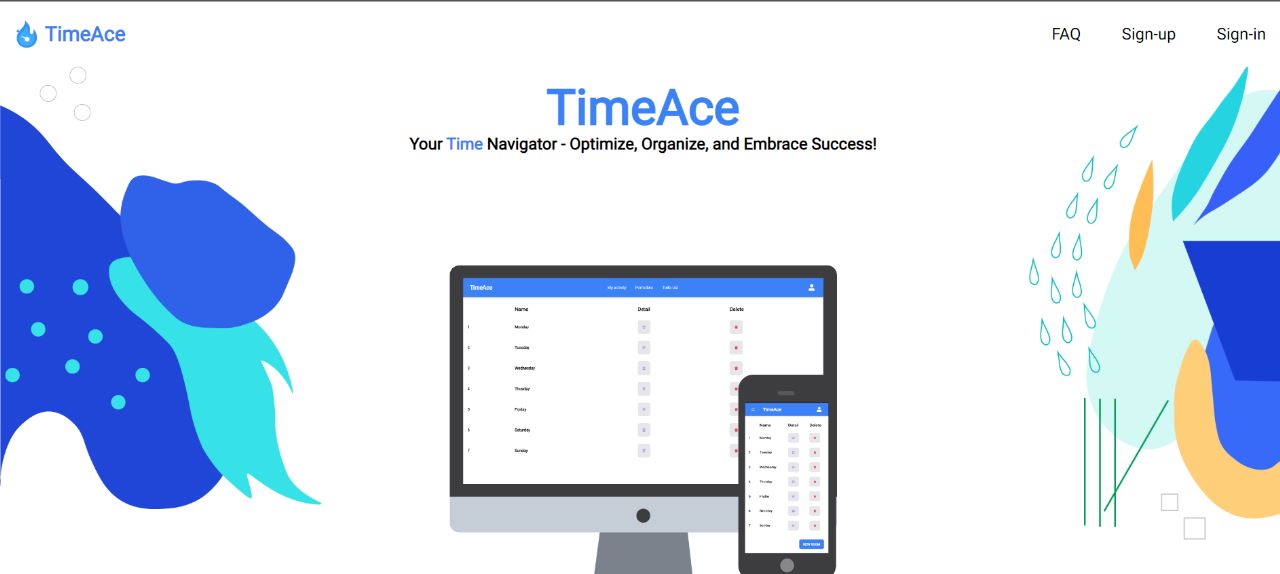 TimeAce
FAQ Sign-up Sign-in
TimeAce
Your Time Navigator - Optimize, Organize, and Embrace Success!
TimeAce My activity Pomodoro Todo List
Name Detail Delete
1 Monday
2 Tuesday
3 Wednesday
4 Thursday
5 Friday
6 Saturday
7 Sunday
TimeAce
Name Detail Delete
1 Monday
2 Tuesday
3 Wednesday
4 Thursday
5 Friday
6 Saturday
7 Sunday